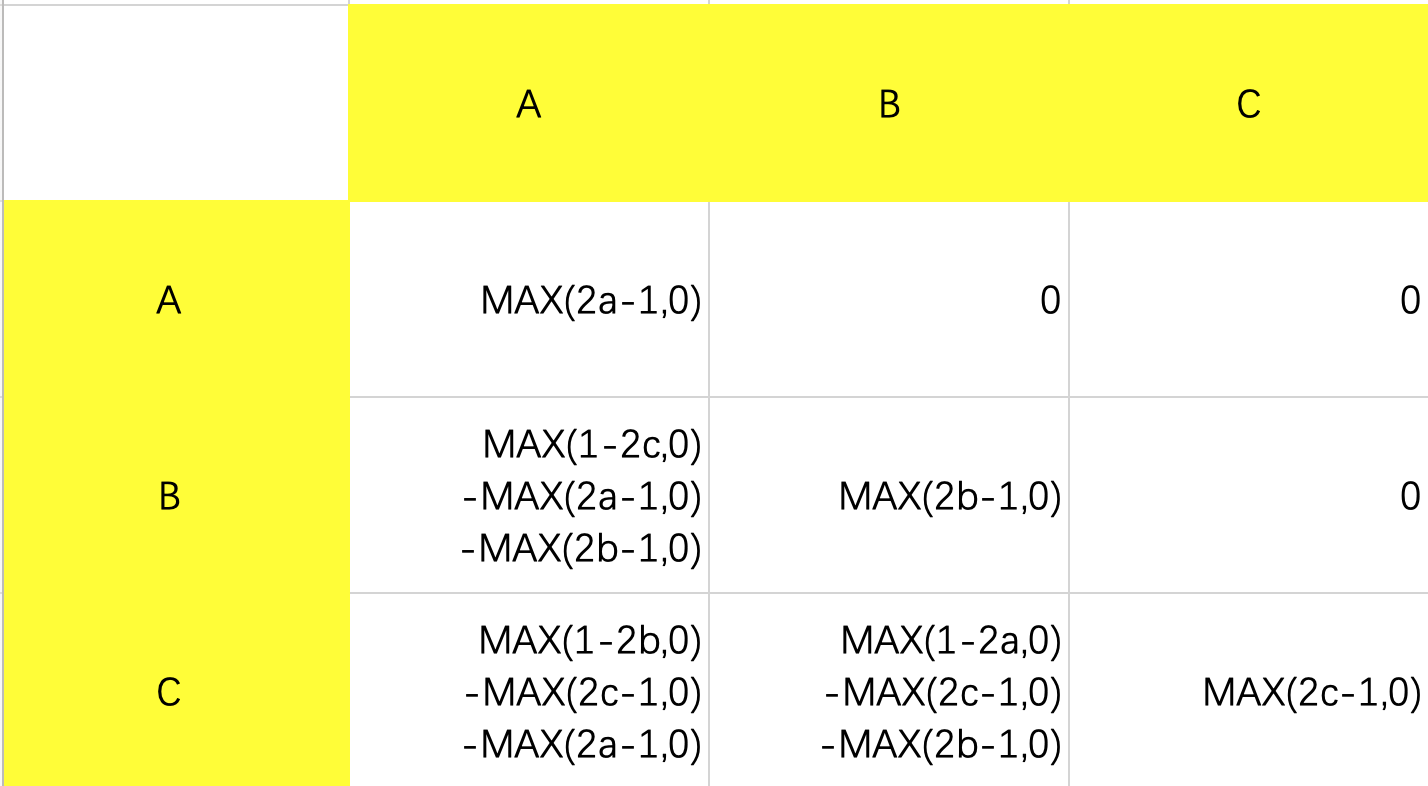 A B C
A MAX(2a-1,0) 0 0
MAX(1-2c,0)
B -MAX(2a-1,0) MAX(2b-1,0) 0
-MAX(2b-1,0)
MAX(1-2b,0) MAX(1-2a,0)
C -MAX(2c-1,0) -MAX(2c-1,0) MAX(2c-1,0)
-MAX(2a-1,0) -MAX(2b-1,0)